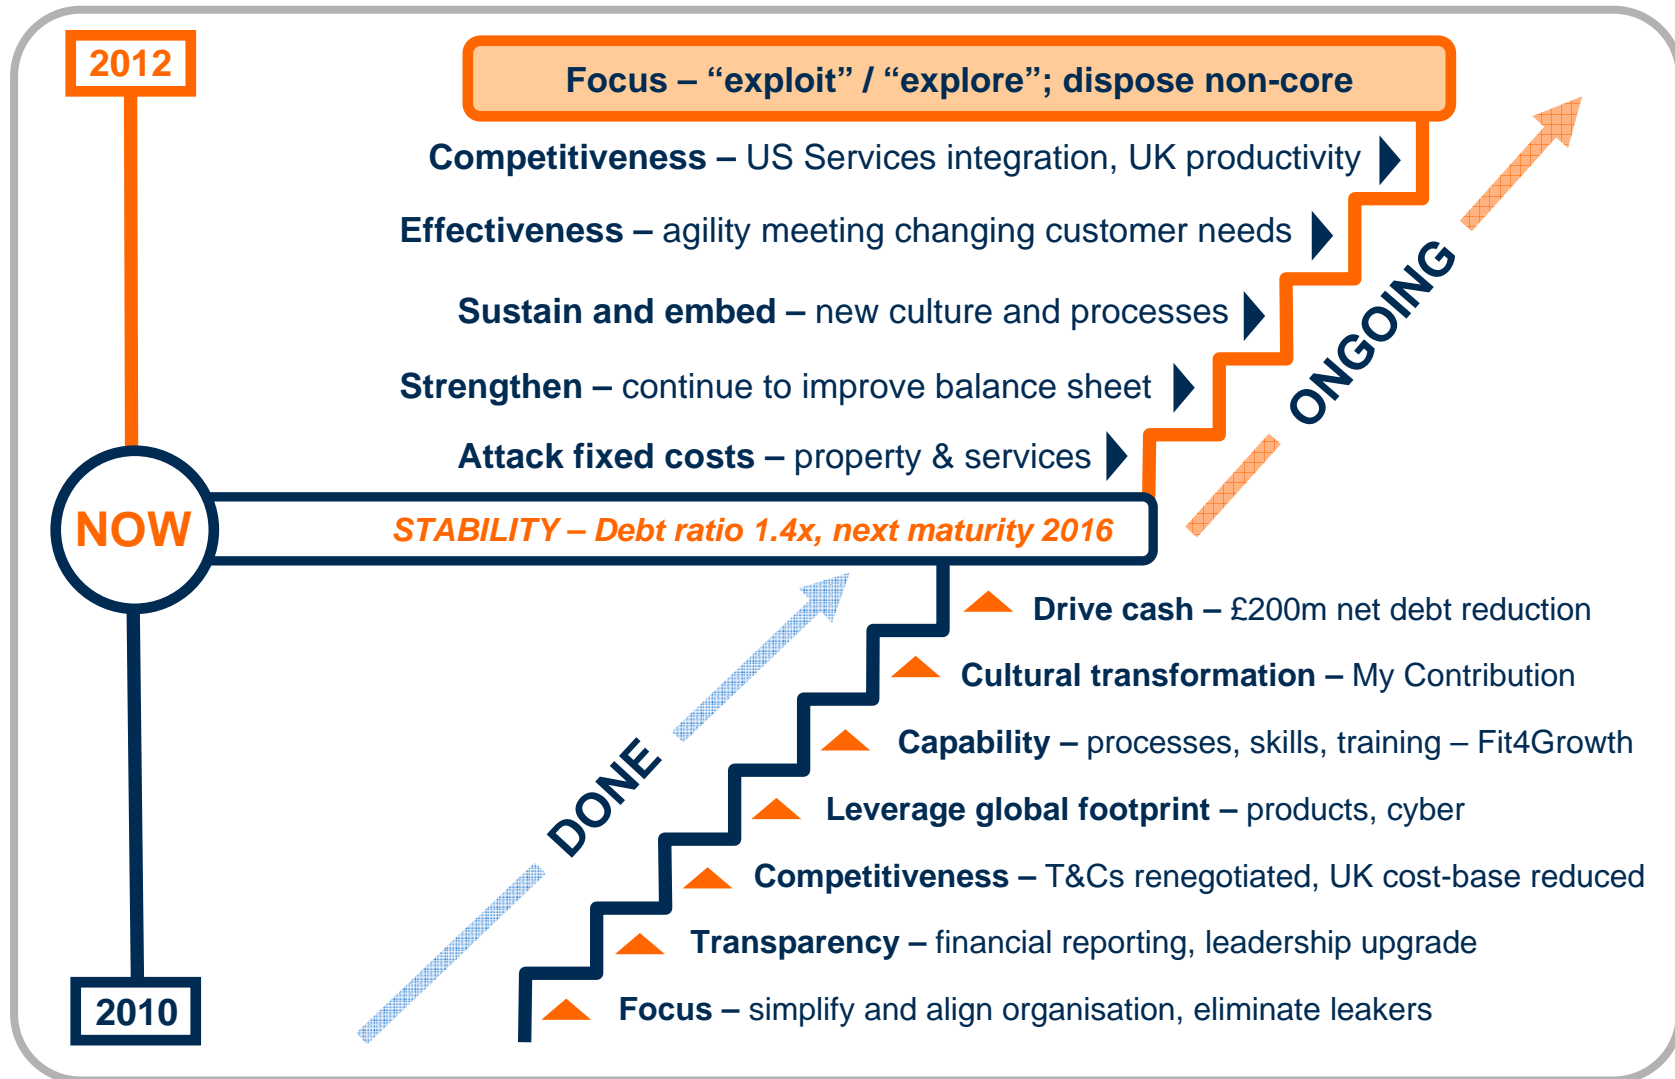 2012
Focus – “exploit” / “explore”; dispose non-core
Competitiveness – US Services integration, UK productivity
Effectiveness – agility meeting changing customer needs
Sustain and embed – new culture and processes
Strengthen – continue to improve balance sheet
Attack fixed costs – property & services
ONGOING
NOW
STABILITY – Debt ratio 1.4x, next maturity 2016
Drive cash – £200m net debt reduction
Cultural transformation – My Contribution
Capability – processes, skills, training – Fit4Growth
DONE
Leverage global footprint – products, cyber
Competitiveness – T&Cs renegotiated, UK cost-base reduced
Transparency – financial reporting, leadership upgrade
2010
Focus – simplify and align organisation, eliminate leakers